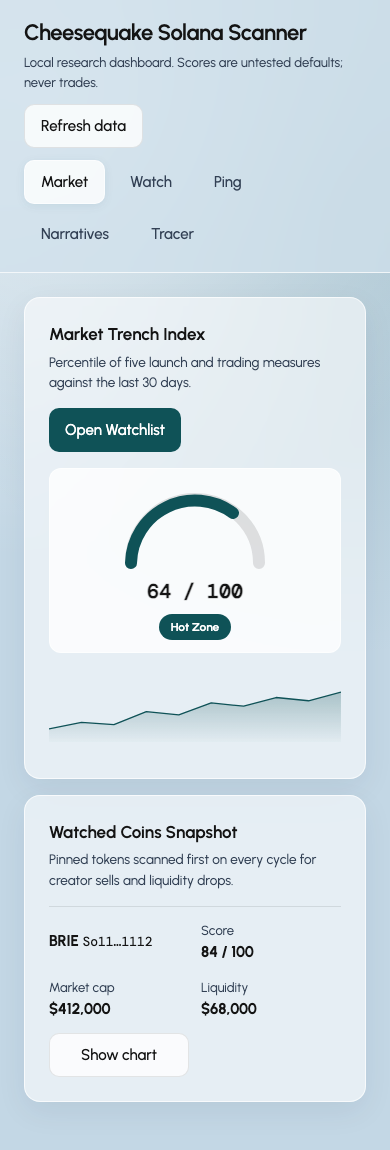 Cheesequake Solana Scanner
Local research dashboard. Scores are untested defaults;
never trades.
Refresh data
Market
Watch
Ping
Narratives
Tracer
Market Trench Index
Percentile of five launch and trading measures
against the last 30 days.
Open Watchlist
64 / 100
Hot Zone
Watched Coins Snapshot
Pinned tokens scanned first on every cycle for
creator sells and liquidity drops.
BRIE So11…1112
Score
84 / 100
Market cap
$412,000
Liquidity
$68,000
Show chart